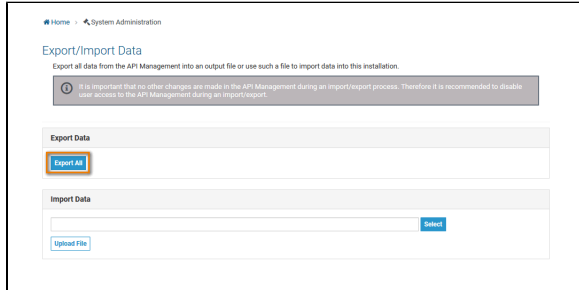 Home System Administration
Export/Import Data
Export all data from the API Management into an output file or use such a file to import data into this installation.
It is important that no other changes are made in the API Management during an import/export process. Therefore it is recommended to disable
user access to the API Management during an import/export.
Export Data
Export All
Import Data
Select
Upload File